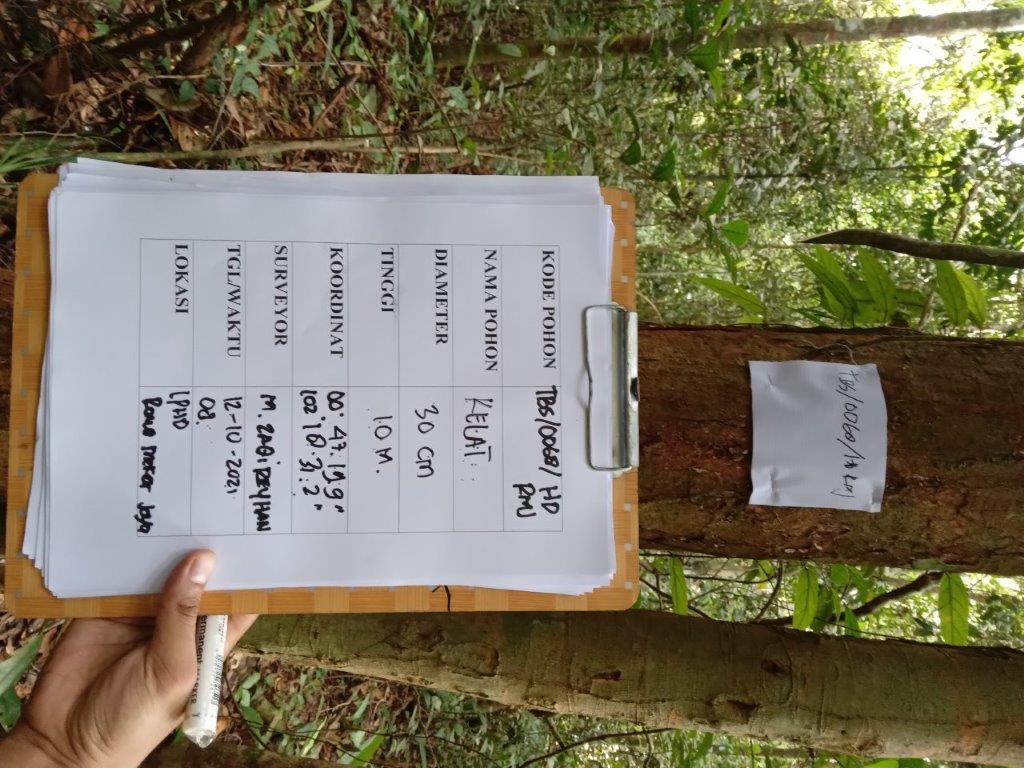 TBS/0068/HD RMJ
KODE POHON TBS/0068/ HD
RMJ
NAMA POHON KELAT
DIAMETER 30 cm
TINGGI 10 M.
KOORDINAT 00° 47. 19.9"
102° 10. 31. 2"
SURVEYOR M. ZAQI REYHAN
TGL/WAKTU 12-10-2021
08.
LOKASI LPHD
Rawa mekar Jaya
ermanent MARKER